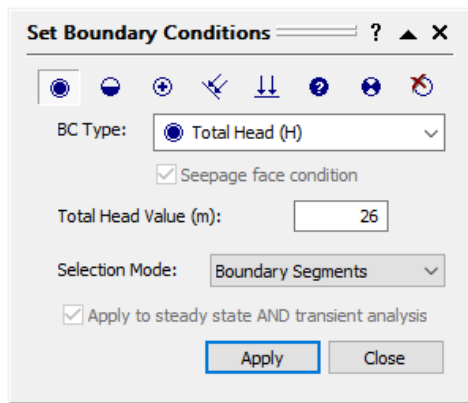 Set Boundary Conditions ?
BC Type: Total Head (H)
Seepage face condition
Total Head Value (m): 26
Selection Mode: Boundary Segments
Apply to steady state AND transient analysis
Apply Close